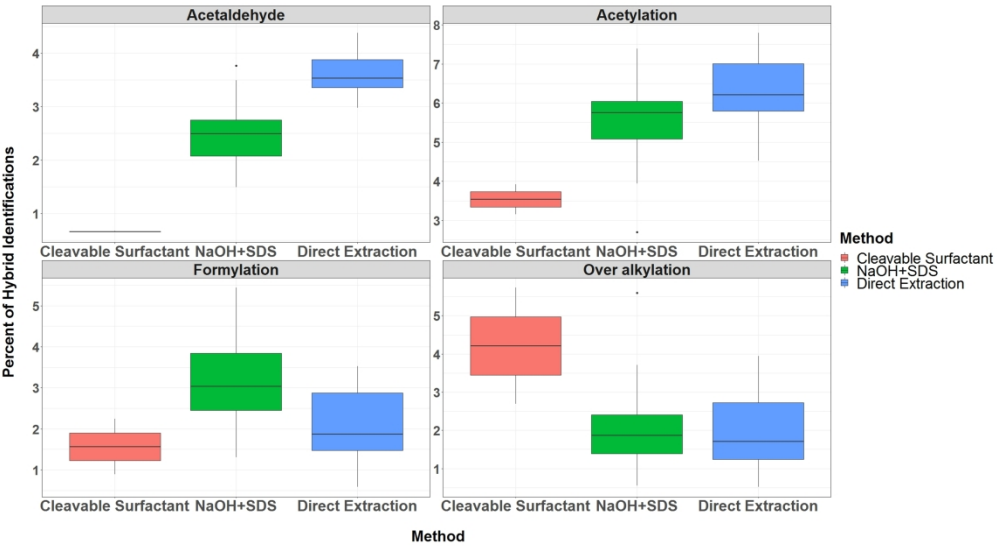 Acetaldehyde
Acetylation
4
3
2
1
8
7
6
5
4
3
Cleavable Surfactant NaOH+SDS Direct Extraction
Cleavable Surfactant NaOH+SDS Direct Extraction
Formylation
Over alkylation
5
4
3
2
1
5
4
3
2
1
Cleavable Surfactant NaOH+SDS Direct Extraction
Cleavable Surfactant NaOH+SDS Direct Extraction
Percent of Hybrid Identifications
Method
Method
Cleavable Surfactant
NaOH+SDS
Direct Extraction